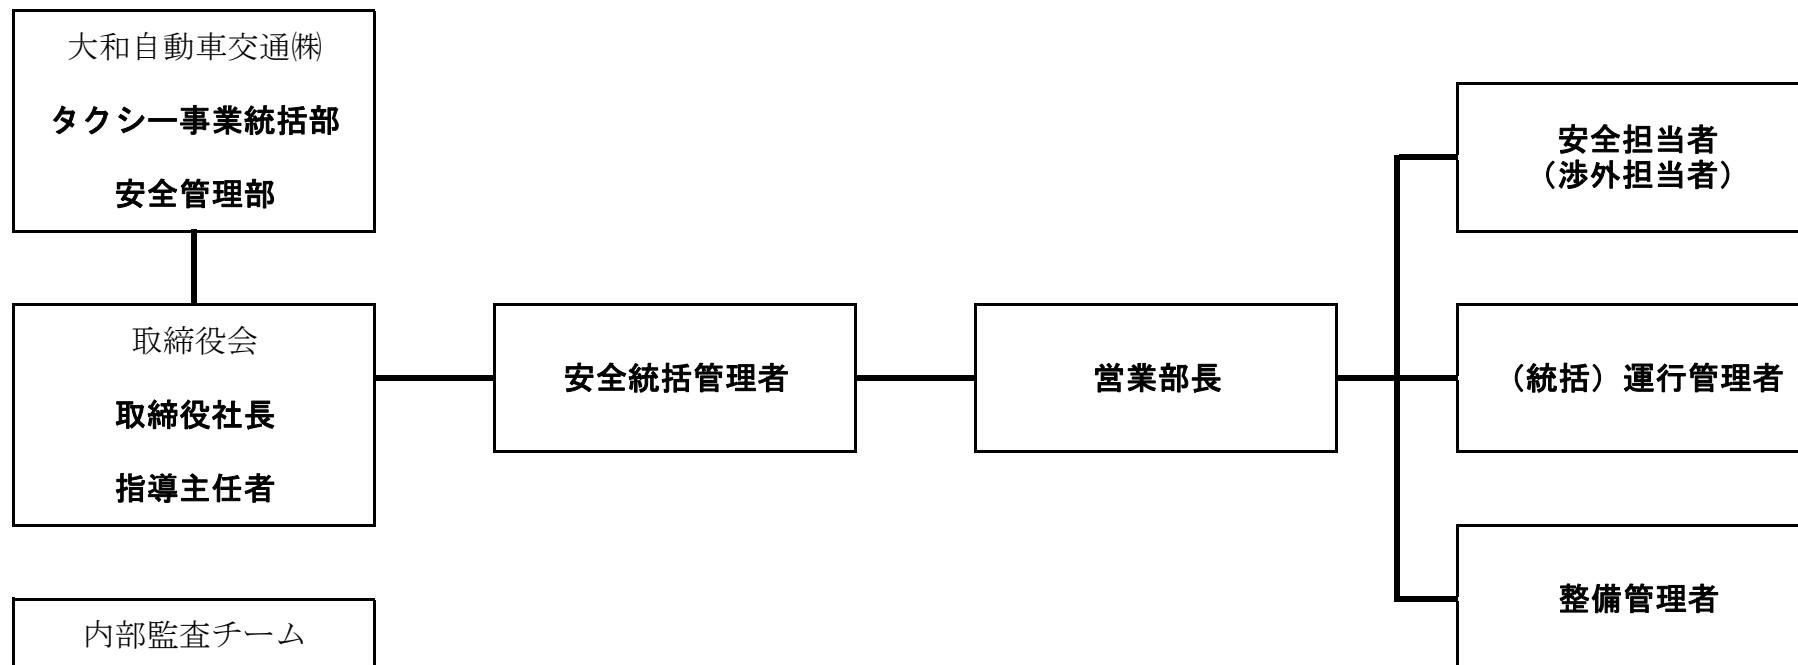 大和自動車交通㈱
タクシー事業統括部
安全管理部
取締役会
取締役社長
指導主任者
内部監査チーム
安全統括管理者
営業部長
安全担当者
（渉外担当者）
（統括）運行管理者
整備管理者